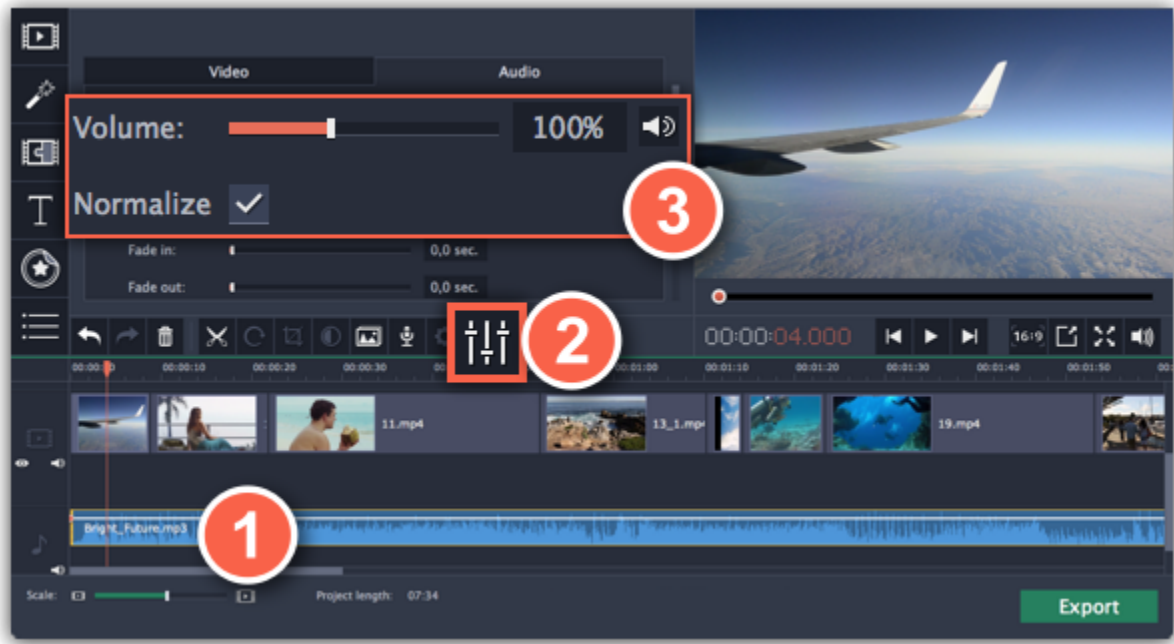 Video Audio
Volume: 100%
Normalize
3
Fade in: 0,0 sec.
Fade out: 0,0 sec.
T
2
00:00:04.000 16:9
00:00:10 00:00:20 00:00:30 00:01:00 00:01:10 00:01:20 00:01:30 00:01:40 00:01:50
11.mp4 13_1.mp4 19.mp4
Bright_Future.mp3
1
Scale: Project length: 07:34
Export